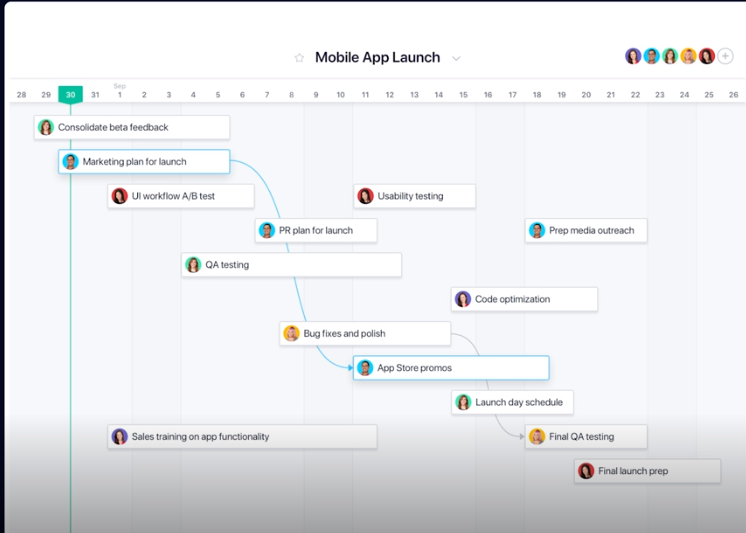 Mobile App Launch
Sep
28 29 30 31 1 2 3 4 5 6 7 8 9 10 11 12 13 14 15 16 17 18 19 20 21 22 23 24 25 26
Consolidate beta feedback
Marketing plan for launch
UI workflow A/B test
Usability testing
PR plan for launch
Prep media outreach
QA testing
Code optimization
Bug fixes and polish
App Store promos
Launch day schedule
Sales training on app functionality
Final QA testing
Final launch prep